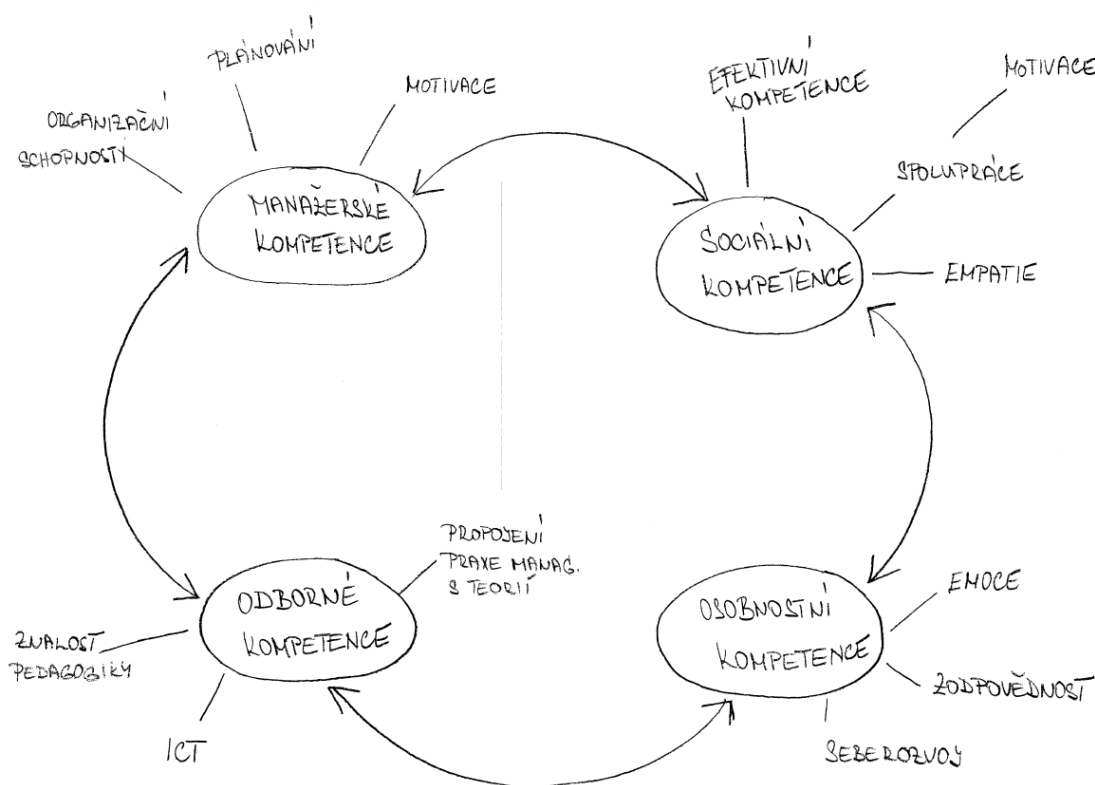 PLÁNOVÁNÍ
MOTIVACE
ORGANIZAČNÍ
SCHOPNOSTI
MANAŽERSKÉ
KOMPETENCE
EFEKTIVNÍ
KOMPETENCE
MOTIVACE
SPOLUPRÁCE
SOCIÁLNÍ
KOMPETENCE
EMPATIE
PROPOJENÍ
PRAXE MANAG.
S TEORIÍ
ODBORNÉ
KOMPETENCE
ZNALOST
PEDAGOGIKY
ICT
OSOBNOSTNÍ
KOMPETENCE
EMOCE
ZODPOVĚDNOST
SEBEROZVOJ